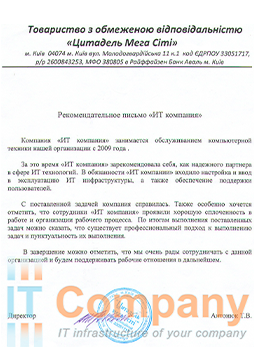 Товариство з обмеженою відповідальністю
«Цитадель Мега Сіті»
м. Київ 04074 м. Київ вул. Молодогвардійська 11 к.1 код ЄДРПОУ 33051717,
р/р 2600843253, МФО 380805 в Райффайзен Банк Аваль м. Київ
Рекомендательное письмо «ИТ компания»
Компания «ИТ компания» занимается обслуживанием компьютерной
техники нашей организации с 2009 года .
За это время «ИТ компания» зарекомендовала себя, как надежного партнера
в сфере ИТ технологий. В обязанности «ИТ компании» входило настройка и ввод
в эксплуатацию ИТ инфраструктуры, а также обеспечение поддержки
пользователей.
С поставленной задачей компания справилась. Также особенно хочется
отметить, что сотрудники «ИТ компании» проявили хорошую сплоченность в
работе и организации рабочего процесса. По итогам выполнения поставленных
задач можно сказать, что существует профессиональный подход к выполнению
задач и пунктуальность их выполнения.
В завершение можно отметить, что мы очень рады сотрудничать с данной
организацией и будем поддерживать рабочие отношения в дальнейшем.
IT Company
Директор Антонюк Т.В.
IT infrastructure of your company